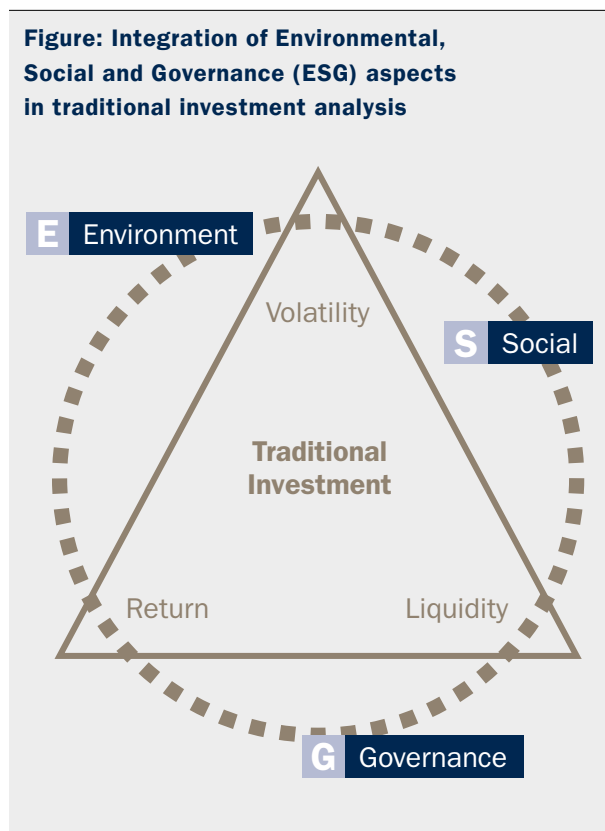 Figure: Integration of Environmental,
Social and Governance (ESG) aspects
in traditional investment analysis
E Environment
Volatility
S Social
Traditional
Investment
Return
Liquidity
G Governance